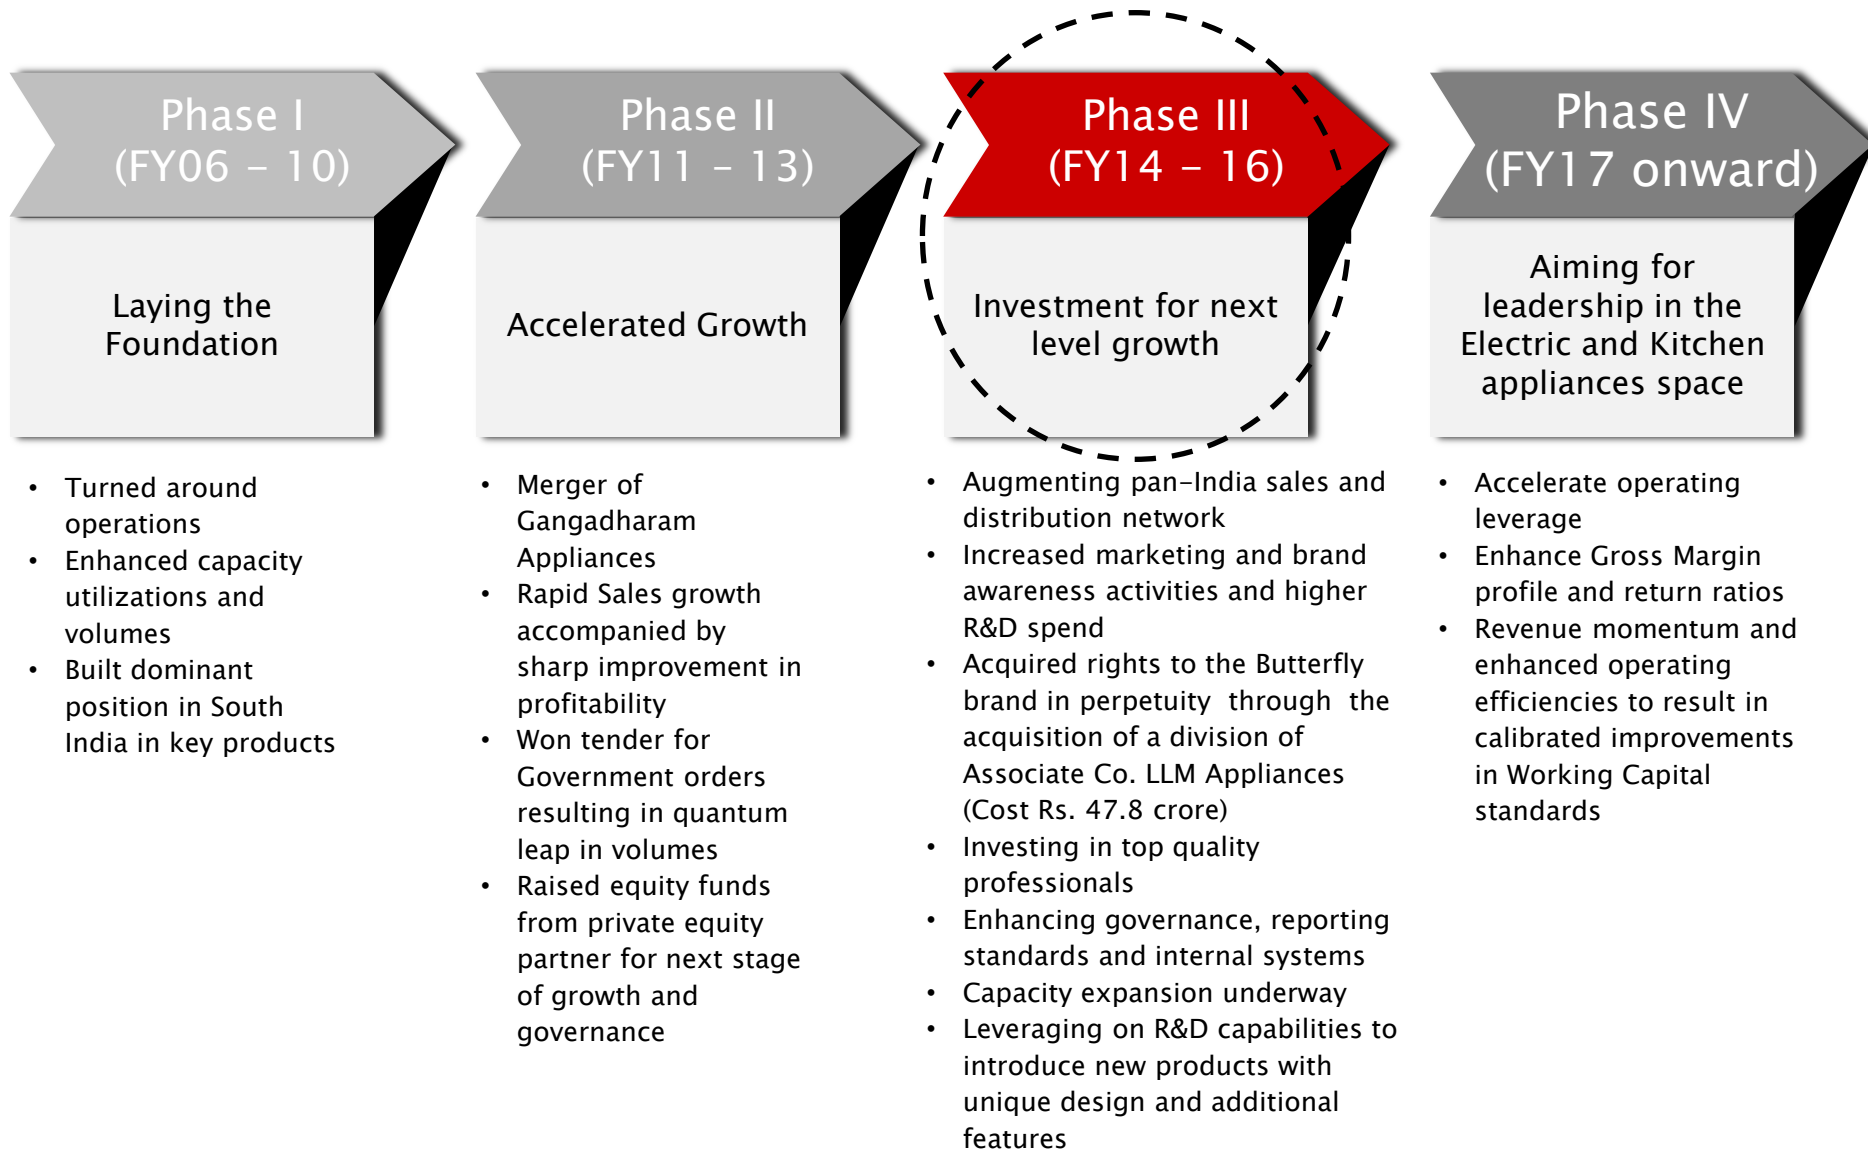 Phase I
(FY06 – 10)
Laying the
Foundation
• Turned around
operations
• Enhanced capacity
utilizations and
volumes
• Built dominant
position in South
India in key products
Phase II
(FY11 – 13)
Accelerated Growth
• Merger of
Gangadharam
Appliances
• Rapid Sales growth
accompanied by
sharp improvement in
profitability
• Won tender for
Government orders
resulting in quantum
leap in volumes
• Raised equity funds
from private equity
partner for next stage
of growth and
governance
Phase III
(FY14 – 16)
Investment for next
level growth
• Augmenting pan-India sales and
distribution network
• Increased marketing and brand
awareness activities and higher
R&D spend
• Acquired rights to the Butterfly
brand in perpetuity through the
acquisition of a division of
Associate Co. LLM Appliances
(Cost Rs. 47.8 crore)
• Investing in top quality
professionals
• Enhancing governance, reporting
standards and internal systems
• Capacity expansion underway
• Leveraging on R&D capabilities to
introduce new products with
unique design and additional
features
Phase IV
(FY17 onward)
Aiming for
leadership in the
Electric and Kitchen
appliances space
• Accelerate operating
leverage
• Enhance Gross Margin
profile and return ratios
• Revenue momentum and
enhanced operating
efficiencies to result in
calibrated improvements
in Working Capital
standards